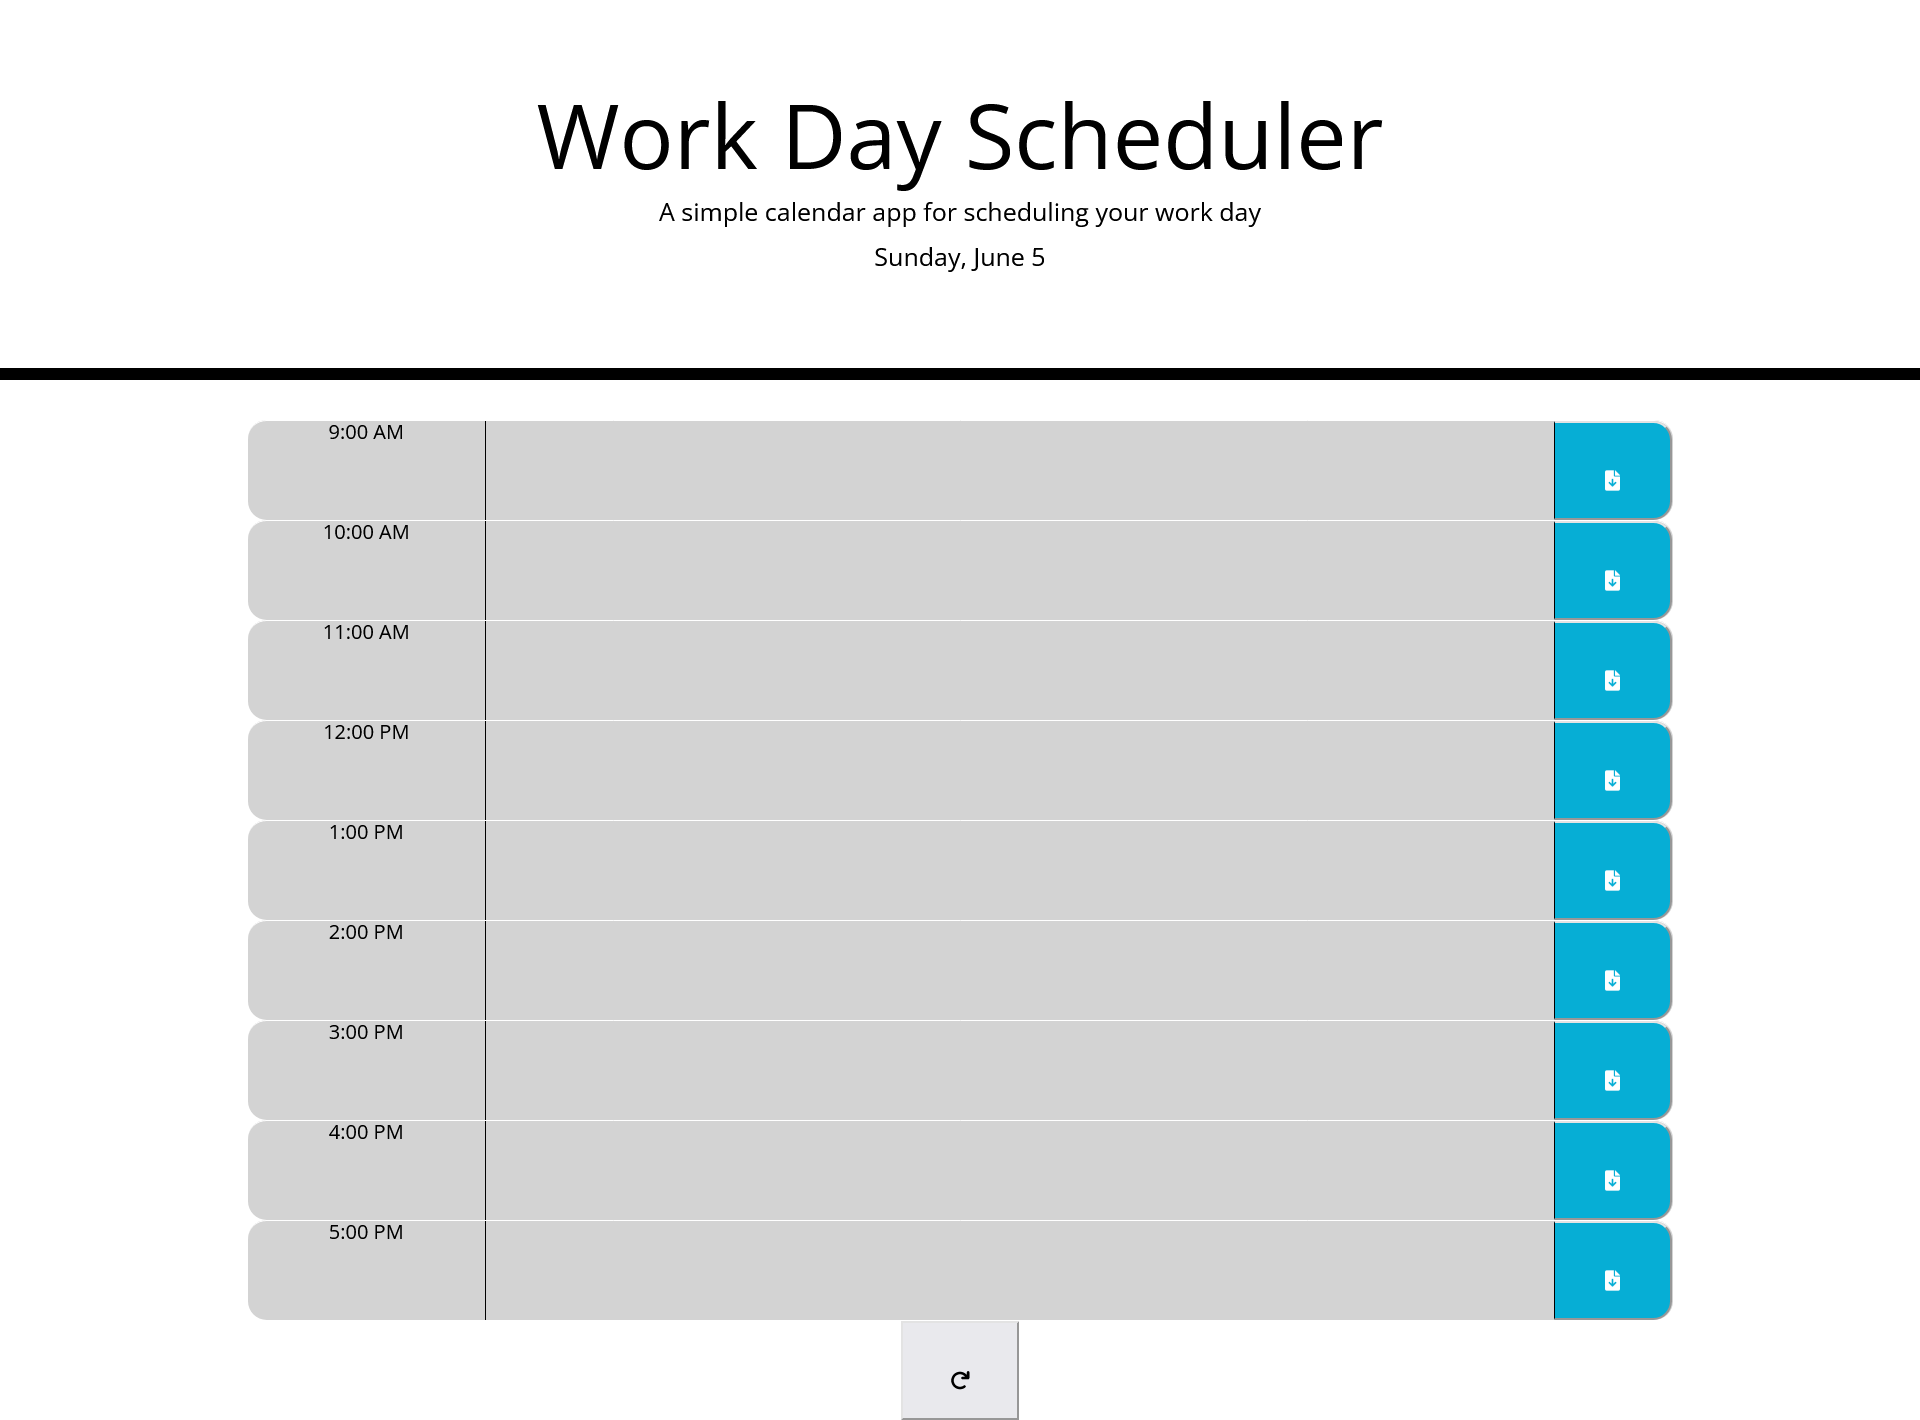 Work Day Scheduler
A simple calendar app for scheduling your work day
Sunday, June 5
9:00 AM
10:00 AM
11:00 AM
12:00 PM
1:00 PM
2:00 PM
3:00 PM
4:00 PM
5:00 PM